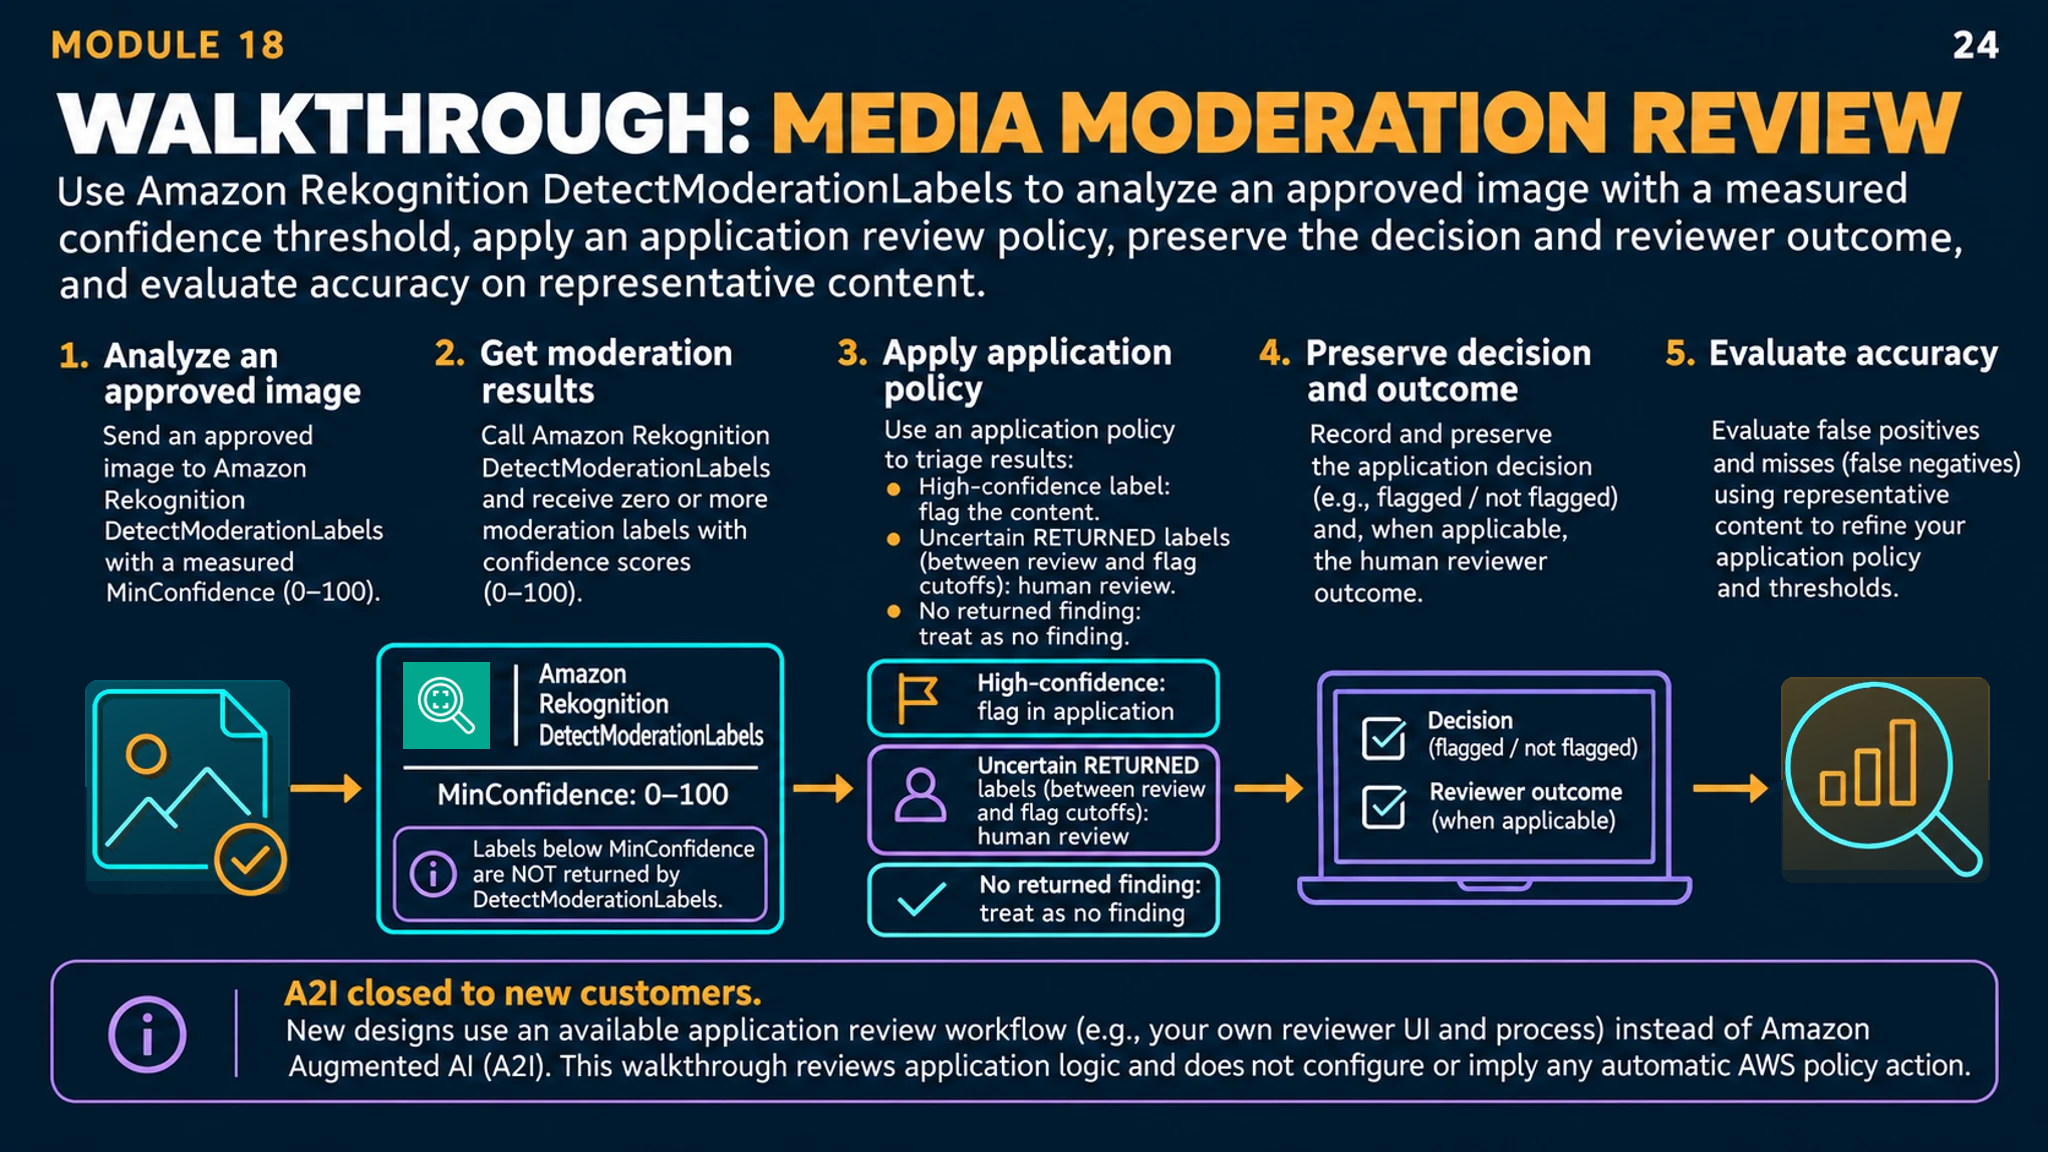 MODULE 18
24
WALKTHROUGH: MEDIA MODERATION REVIEW
Use Amazon Rekognition DetectModerationLabels to analyze an approved image with a measured
confidence threshold, apply an application review policy, preserve the decision and reviewer outcome,
and evaluate accuracy on representative content.
1. Analyze an
approved image
Send an approved
image to Amazon
Rekognition
DetectModerationLabels
with a measured
MinConfidence (0–100).
2. Get moderation
results
Call Amazon Rekognition
DetectModerationLabels
and receive zero or more
moderation labels with
confidence scores
(0–100).
3. Apply application
policy
Use an application policy
to triage results:
High-confidence label:
flag the content.
Uncertain RETURNED labels
(between review and flag
cutoffs): human review.
No returned finding:
treat as no finding.
4. Preserve decision
and outcome
Record and preserve
the application decision
(e.g., flagged / not flagged)
and, when applicable,
the human reviewer
outcome.
5. Evaluate accuracy
Evaluate false positives
and misses (false negatives)
using representative
content to refine your
application policy
and thresholds.
Amazon
Rekognition
DetectModerationLabels
MinConfidence: 0–100
Labels below MinConfidence
are NOT returned by
DetectModerationLabels.
High-confidence:
flag in application
Uncertain RETURNED
labels (between review
and flag cutoffs):
human review
No returned finding:
treat as no finding
Decision
(flagged / not flagged)
Reviewer outcome
(when applicable)
A2I closed to new customers.
New designs use an available application review workflow (e.g., your own reviewer UI and process) instead of Amazon
Augmented AI (A2I). This walkthrough reviews application logic and does not configure or imply any automatic AWS policy action.